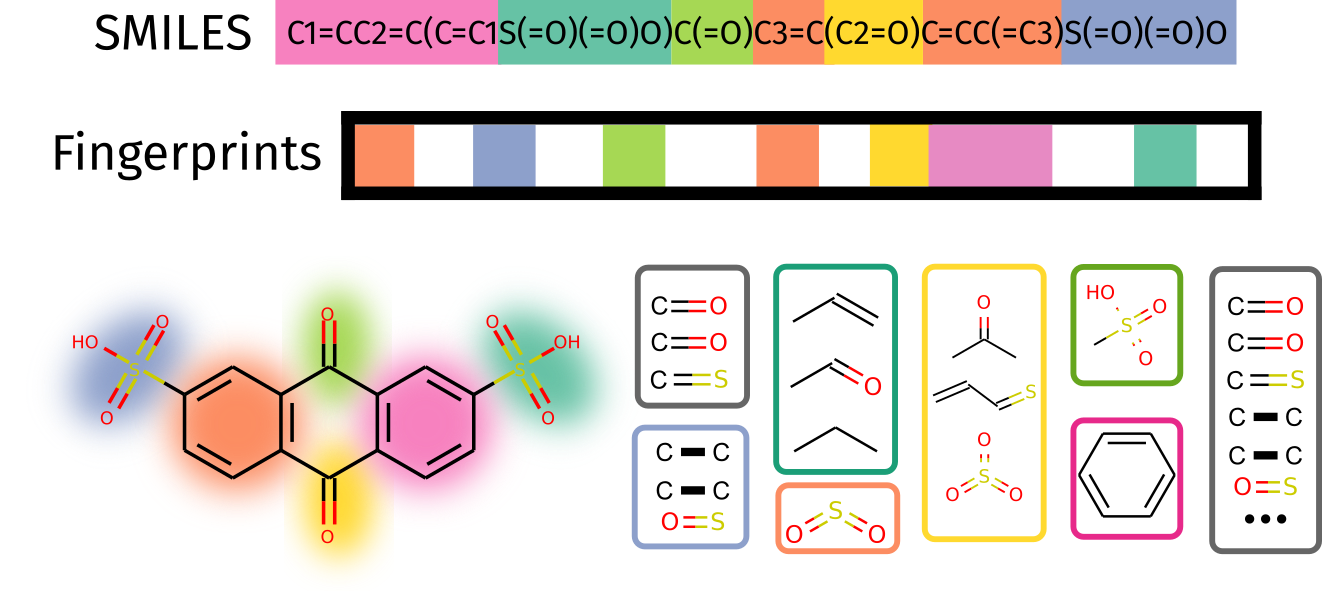 SMILES C1=CC2=C(C=C1S(=O)(=O)O)C(=O)C3=C(C2=O)C=CC(=C3)S(=O)(=O)O
Fingerprints
HO O S O
O
O
O
O S OH
O
C=O
C=O
C=S
C - C
C - C
O=S
O
O S O
O
S
O
O S O
HO
S O
O
C=O
C=O
C=S
C - C
C - C
O=S
•••